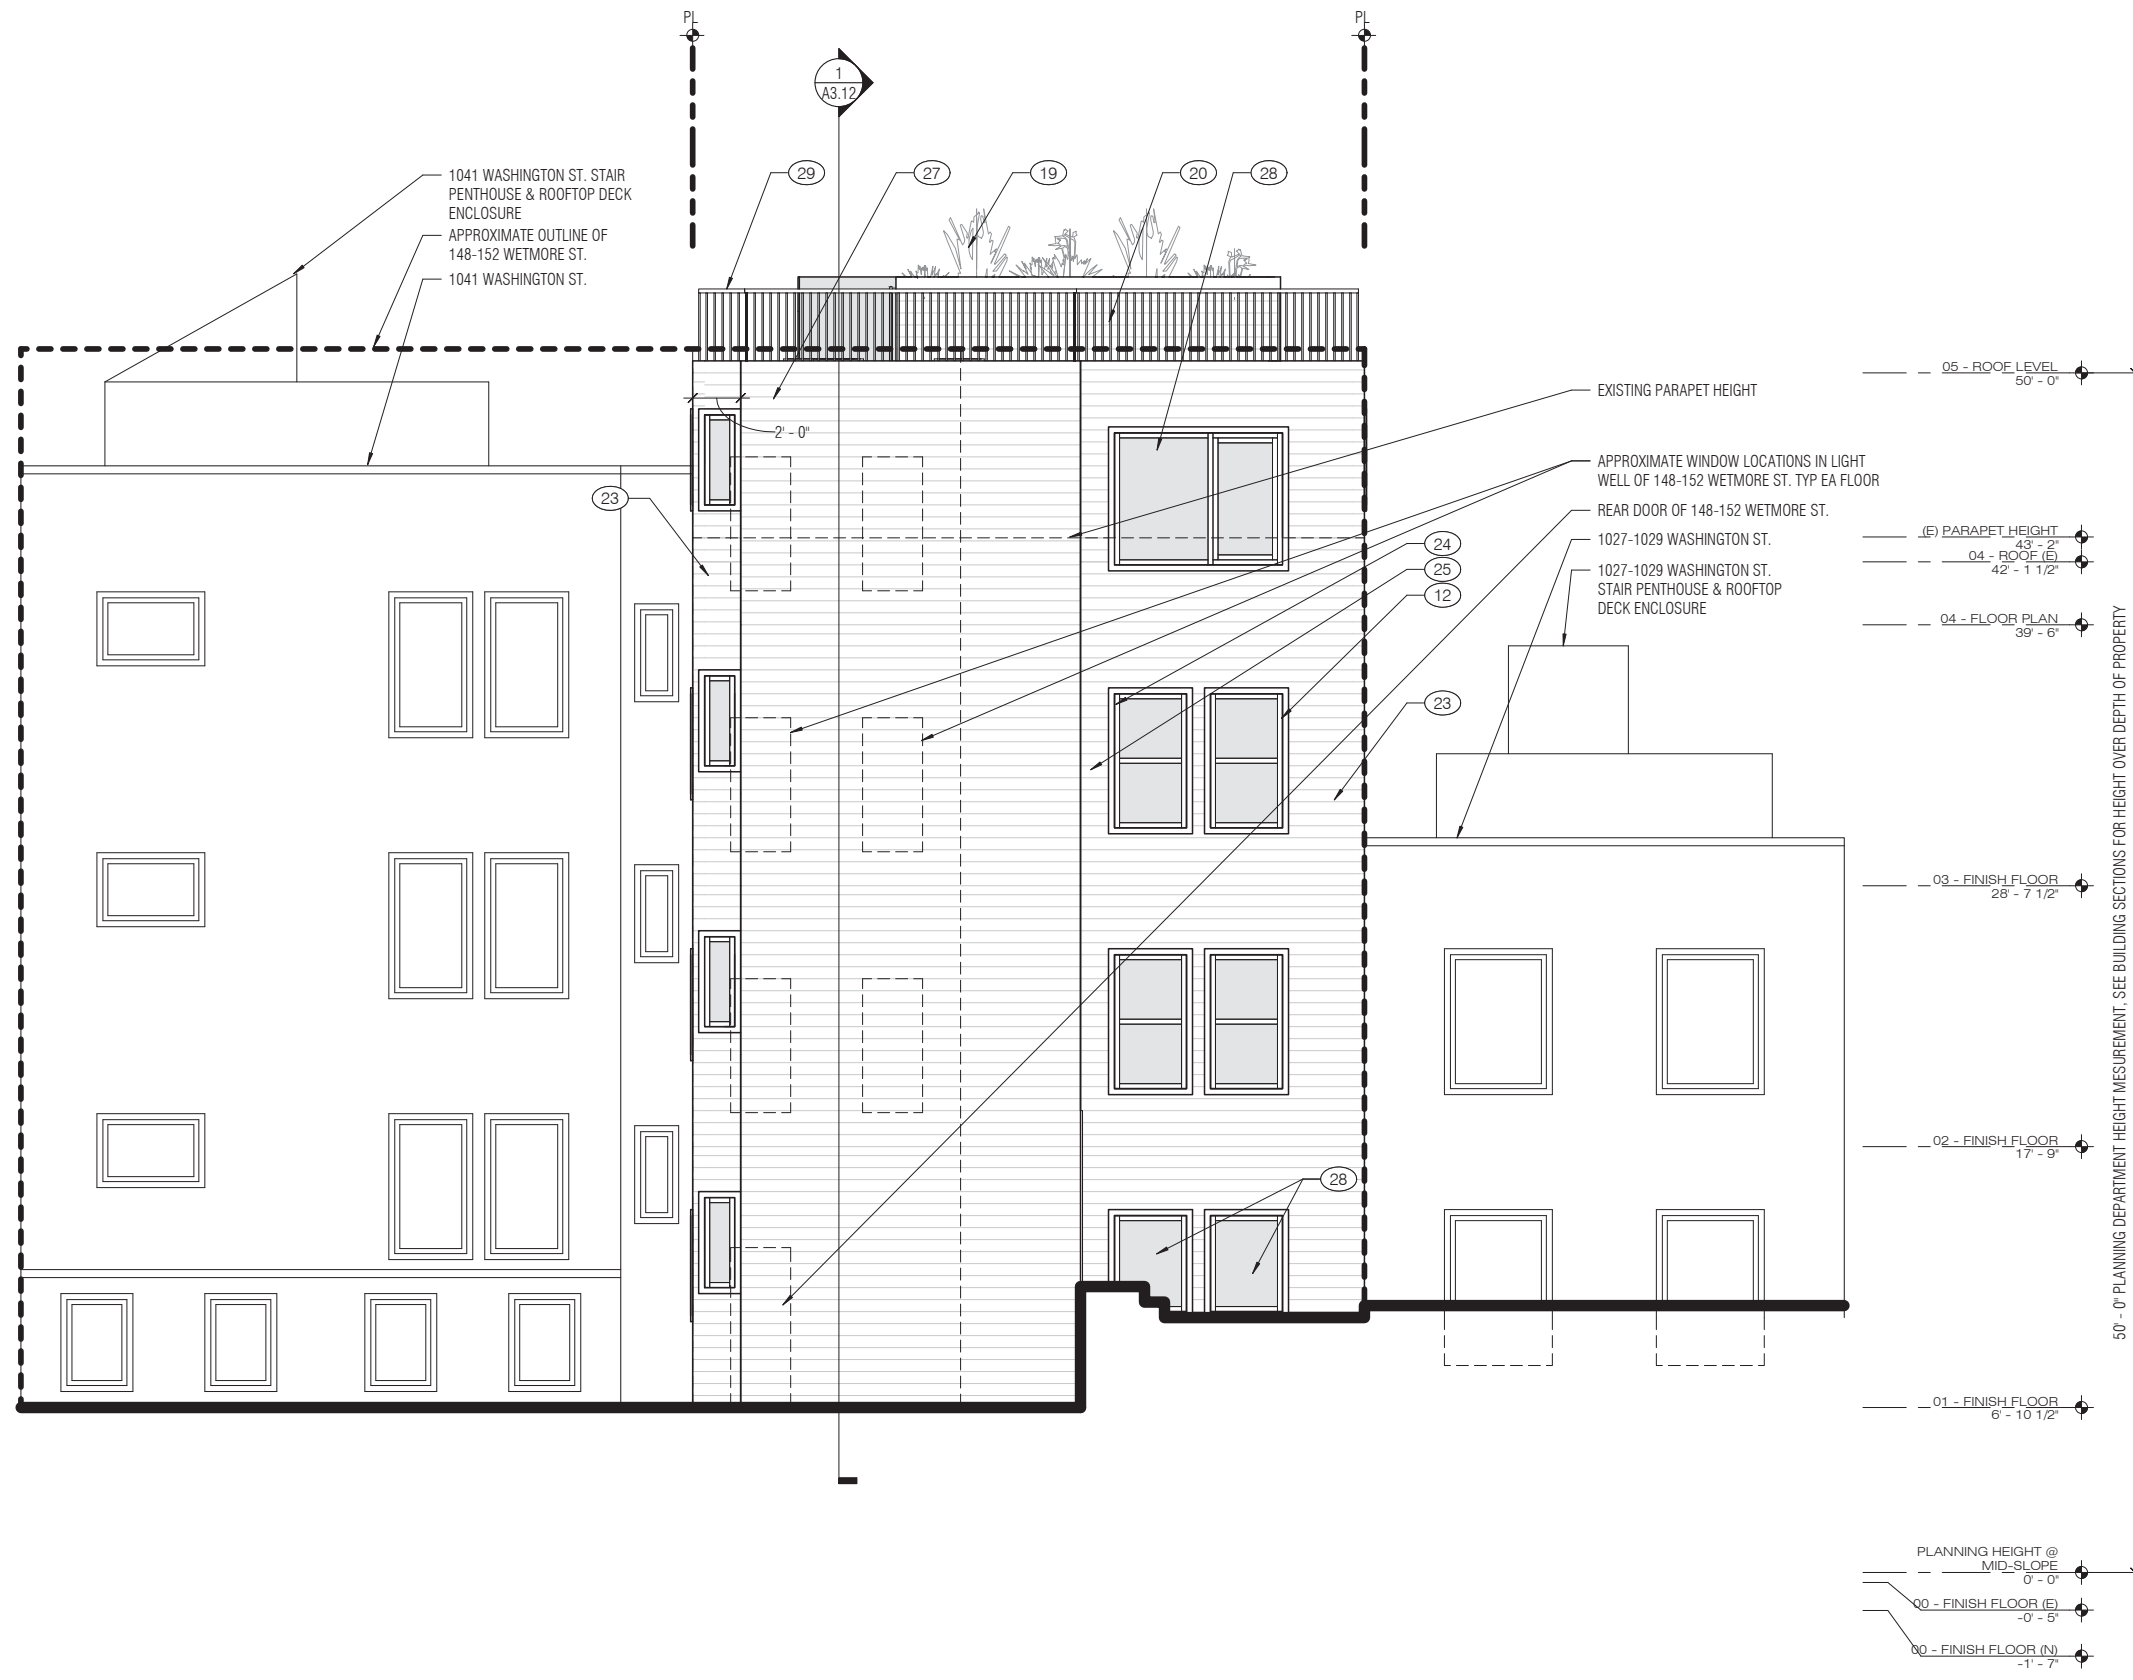 PL
PL
1
A3.12
29
27
19
20
28
1041 WASHINGTON ST. STAIR
PENTHOUSE & ROOFTOP DECK
ENCLOSURE
APPROXIMATE OUTLINE OF
148-152 WETMORE ST.
1041 WASHINGTON ST.
05 - ROOF LEVEL
50' - 0"
EXISTING PARAPET HEIGHT
2' - 0"
APPROXIMATE WINDOW LOCATIONS IN LIGHT
WELL OF 148-152 WETMORE ST. TYP EA FLOOR
23
REAR DOOR OF 148-152 WETMORE ST.
1027-1029 WASHINGTON ST.
24
25
12
1027-1029 WASHINGTON ST.
STAIR PENTHOUSE & ROOFTOP
DECK ENCLOSURE
(E) PARAPET HEIGHT
43' - 2"
04 - ROOF (E)
42' - 1 1/2"
04 - FLOOR PLAN
39' - 6"
23
03 - FINISH FLOOR
28' - 7 1/2"
50' - 0" PLANNING DEPARTMENT HEIGHT MESUREMENT, SEE BUILDING SECTIONS FOR HEIGHT OVER DEPTH OF PROPERTY
02 - FINISH FLOOR
17' - 9"
28
01 - FINISH FLOOR
6' - 10 1/2"
PLANNING HEIGHT @
MID-SLOPE
0' - 0"
00 - FINISH FLOOR (E)
-0' - 5"
00 - FINISH FLOOR (N)
-1' - 7"